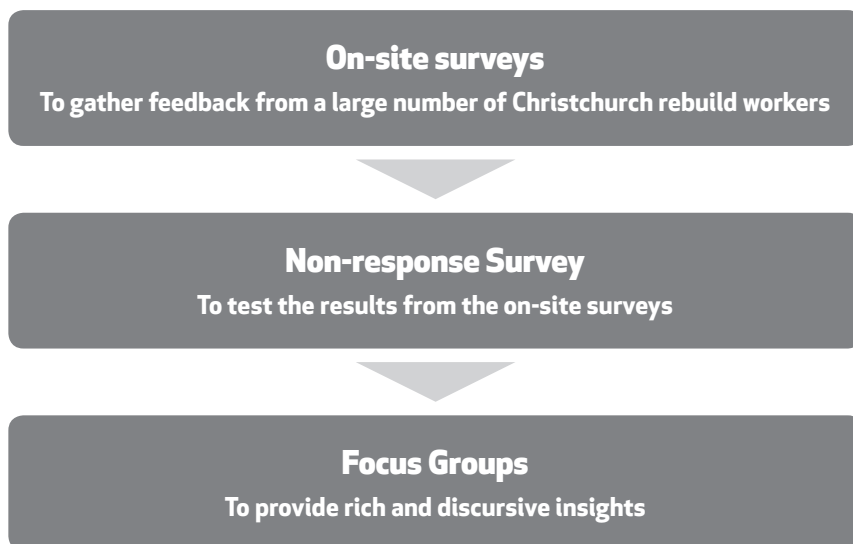 On-site surveys
To gather feedback from a large number of Christchurch rebuild workers
Non-response Survey
To test the results from the on-site surveys
Focus Groups
To provide rich and discursive insights